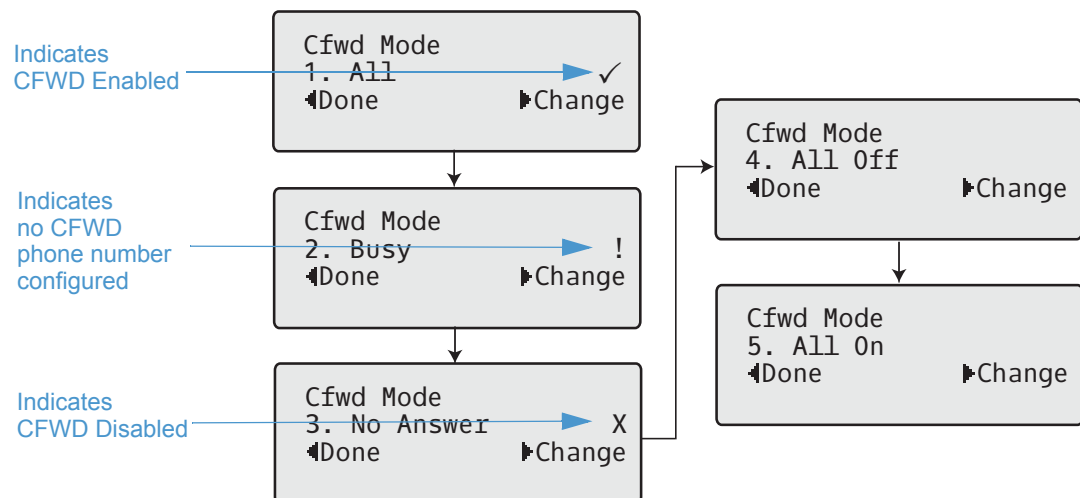 Indicates
CFWD Enabled
Cfwd Mode
1. All ✓
◀Done ▶Change
Indicates
no CFWD
phone number
configured
Cfwd Mode
2. Busy !
◀Done ▶Change
Indicates
CFWD Disabled
Cfwd Mode
3. No Answer X
◀Done ▶Change
Cfwd Mode
4. All Off
◀Done ▶Change
Cfwd Mode
5. All On
◀Done ▶Change